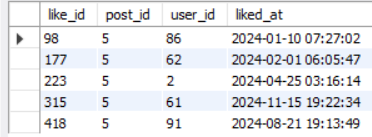 like_id post_id user_id liked_at
98 5 86 2024-01-10 07:27:02
177 5 62 2024-02-01 06:05:47
223 5 2 2024-04-25 03:16:14
315 5 61 2024-11-15 19:22:34
418 5 91 2024-08-21 19:13:49